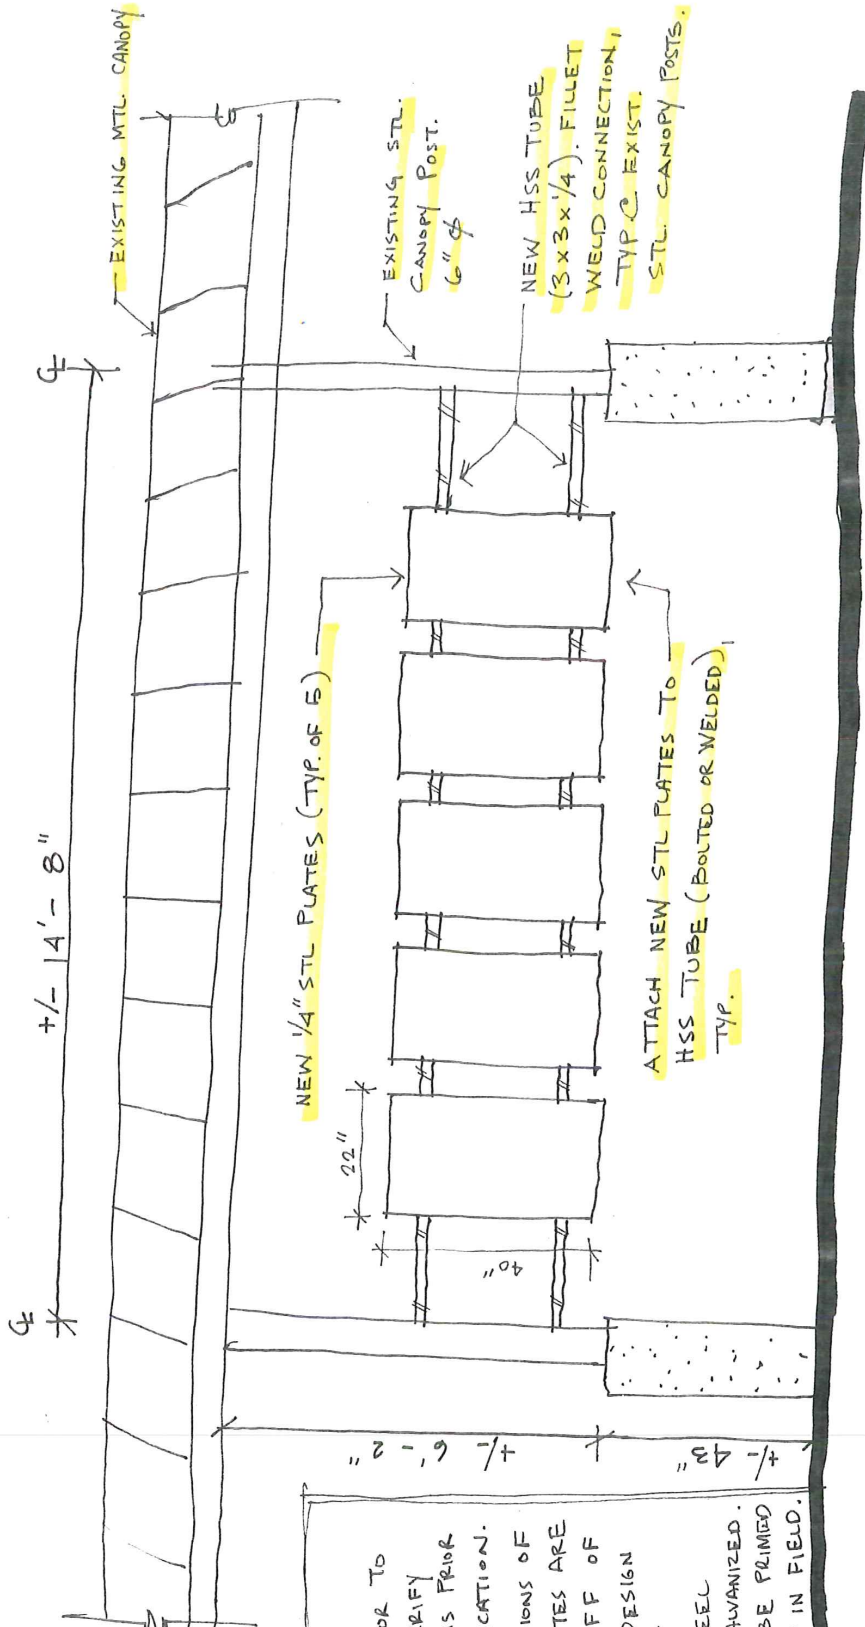 EXISTING MTL. CANOPY
℄
℄
+/- 14'-8"
EXISTING STL.
CANOPY POST.
6" ⌀
NEW HSS TUBE
(3x3x1/4). FILLET
WELD CONNECTION,
TYP. C EXIST.
STL. CANOPY POSTS.
NEW 1/4" STL PLATES (TYP. OF 5)
22"
40"
ATTACH NEW STL PLATES TO
HSS TUBE (BOLTED OR WELDED),
TYP.
+/- 6'-2"
+/- 43"
OR TO
RIFY
S PRIOR
CATION.
IONS OF
TES ARE
FF OF
DESIGN
EEL
ALVANIZED.
BE PRIMED
IN FIELD.